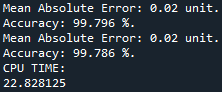 Mean Absolute Error: 0.02 unit.
Accuracy: 99.796 %.
Mean Absolute Error: 0.02 unit.
Accuracy: 99.786 %.
CPU TIME:
22.828125